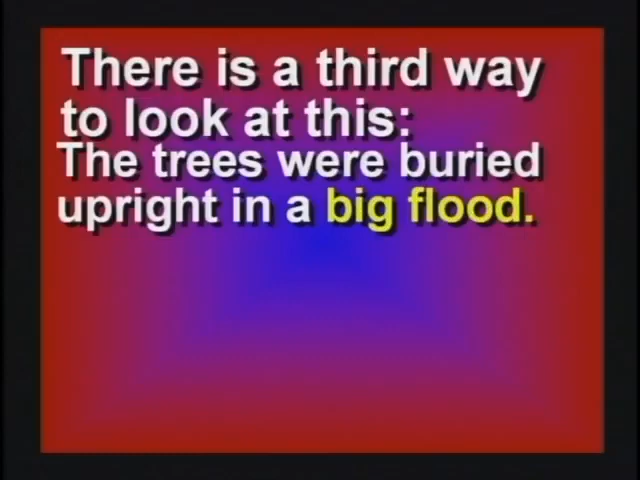 There is a third way
to look at this:
The trees were buried
upright in a big flood.